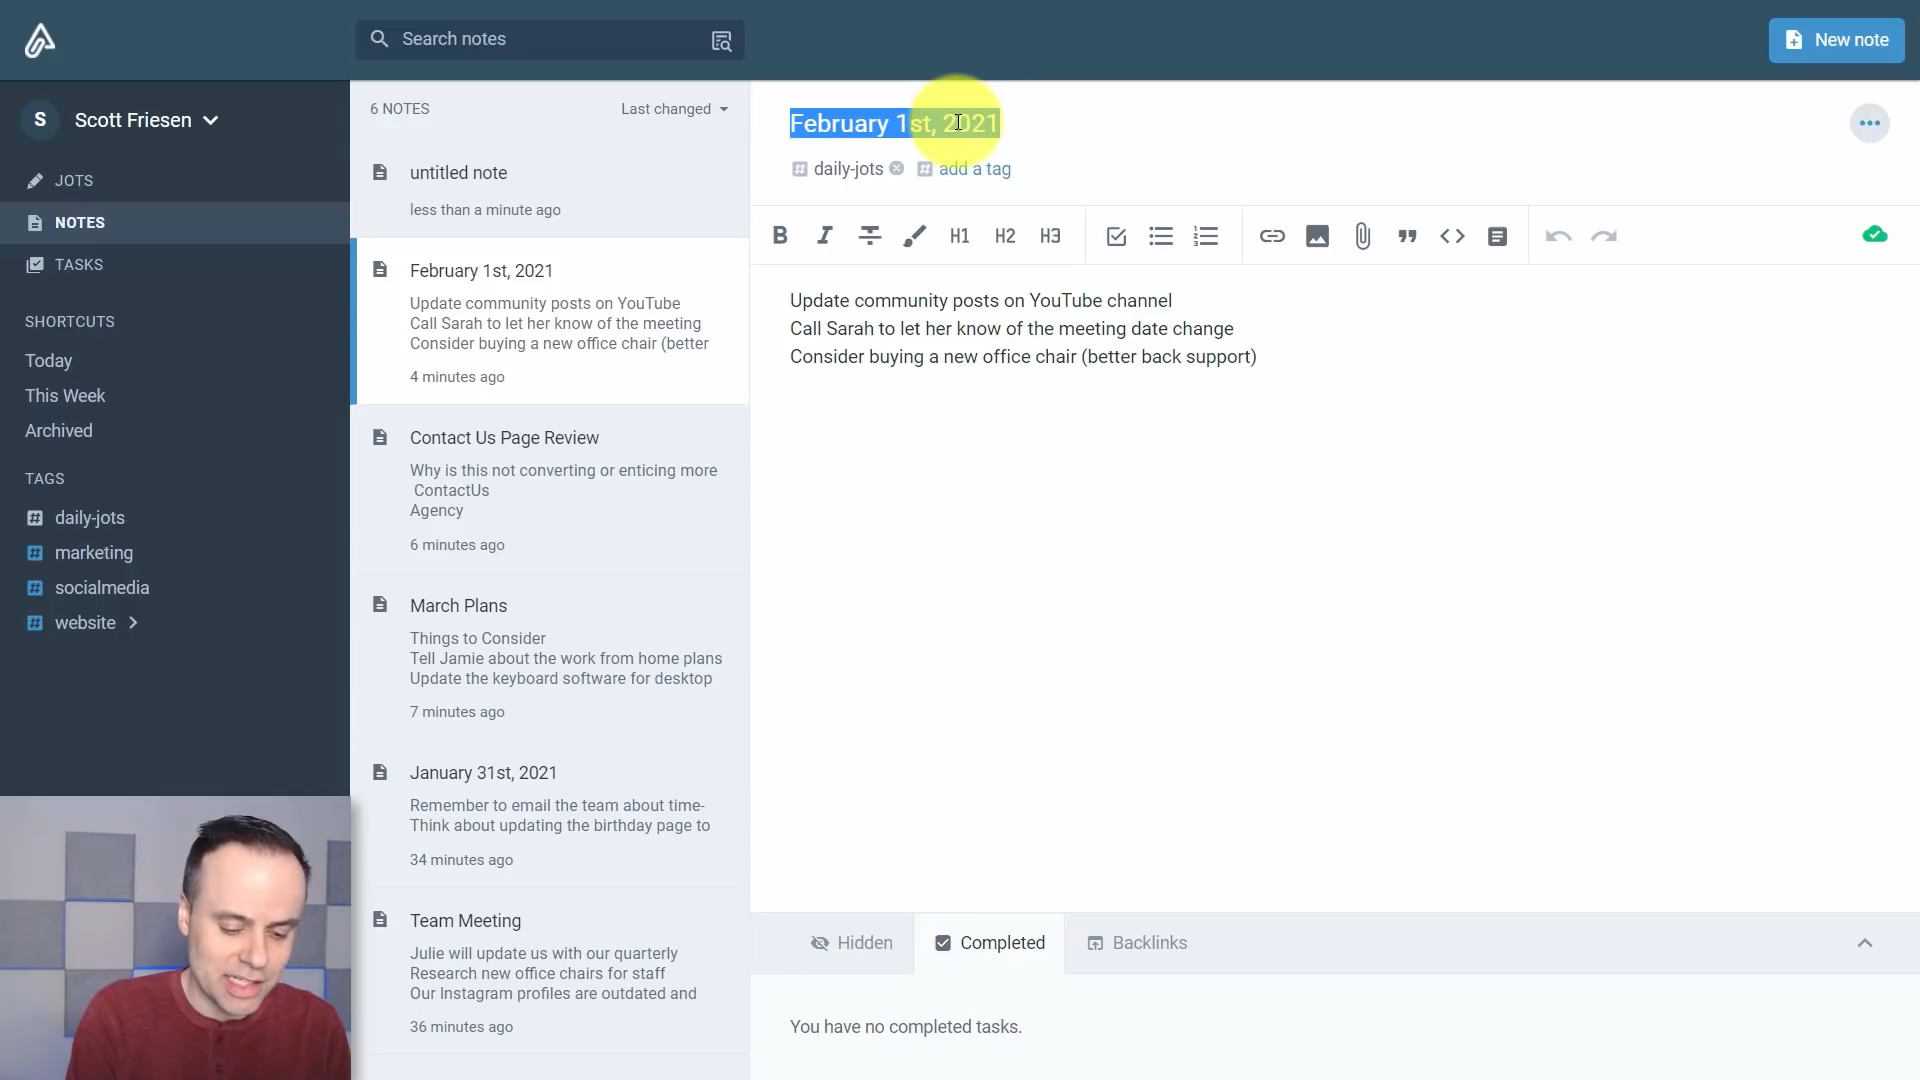 Search notes
New note
S Scott Friesen
JOTS
NOTES
TASKS
SHORTCUTS
Today
This Week
Archived
TAGS
daily-jots
marketing
socialmedia
website
6 NOTES Last changed
untitled note
less than a minute ago
February 1st, 2021
Update community posts on YouTube
Call Sarah to let her know of the meeting
Consider buying a new office chair (better
4 minutes ago
Contact Us Page Review
Why is this not converting or enticing more
ContactUs
Agency
6 minutes ago
March Plans
Things to Consider
Tell Jamie about the work from home plans
Update the keyboard software for desktop
7 minutes ago
January 31st, 2021
Remember to email the team about time-
Think about updating the birthday page to
34 minutes ago
Team Meeting
Julie will update us with our quarterly
Research new office chairs for staff
Our Instagram profiles are outdated and
36 minutes ago
February 1st, 2021
daily-jots add a tag
B I S H1 H2 H3
Update community posts on YouTube channel
Call Sarah to let her know of the meeting date change
Consider buying a new office chair (better back support)
Hidden Completed Backlinks
You have no completed tasks.